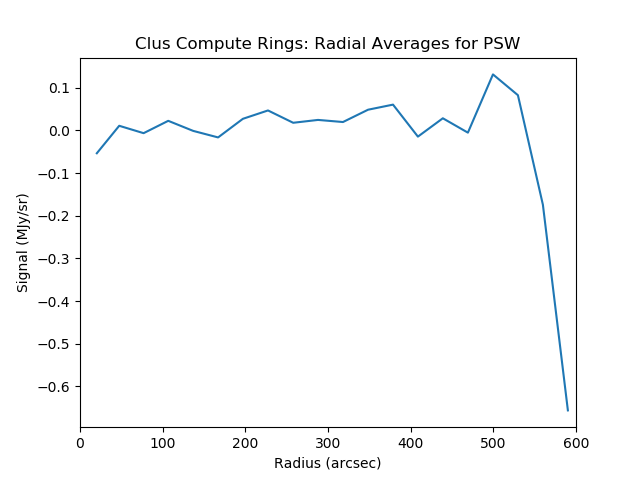 Clus Compute Rings: Radial Averages for PSW
0.1
0.0
−0.1
−0.2
−0.3
−0.4
−0.5
−0.6
Signal (MJy/sr)
0 100 200 300 400 500 600
Radius (arcsec)